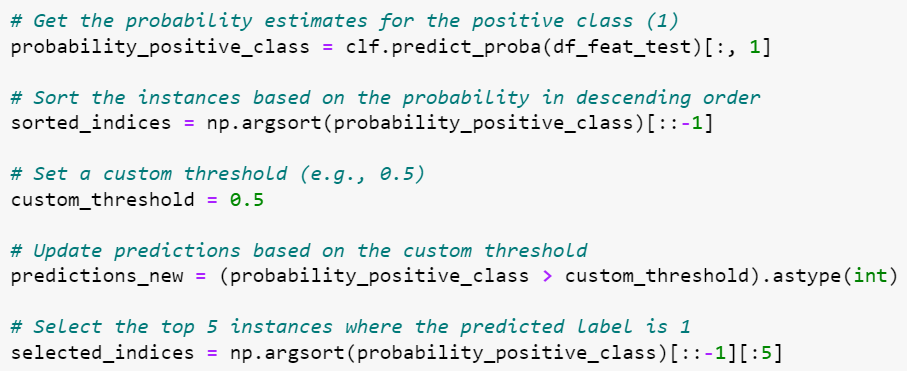 # Get the probability estimates for the positive class (1)
probability_positive_class = clf.predict_proba(df_feat_test)[:, 1]
# Sort the instances based on the probability in descending order
sorted_indices = np.argsort(probability_positive_class)[::-1]
# Set a custom threshold (e.g., 0.5)
custom_threshold = 0.5
# Update predictions based on the custom threshold
predictions_new = (probability_positive_class > custom_threshold).astype(int)
# Select the top 5 instances where the predicted label is 1
selected_indices = np.argsort(probability_positive_class)[::-1][:5]